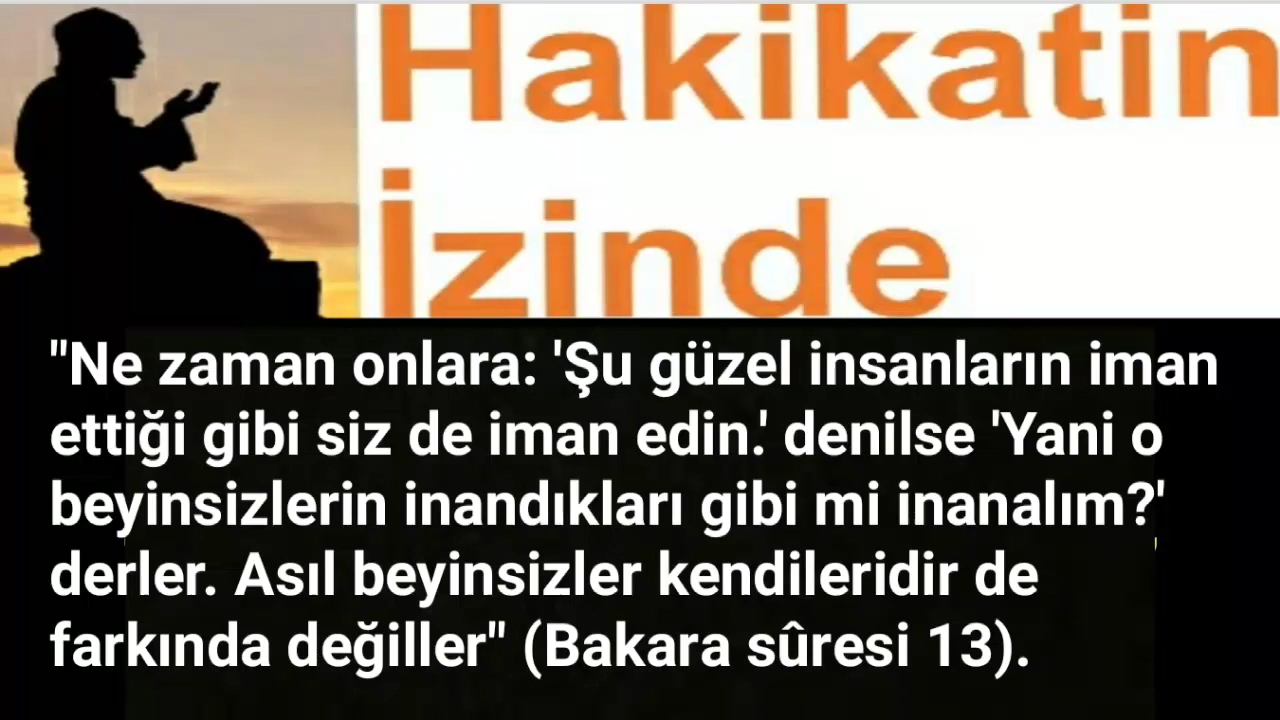 Hakikatin
İzinde
"Ne zaman onlara: 'Şu güzel insanların iman
ettiği gibi siz de iman edin.' denilse 'Yani o
beyinsizlerin inandıkları gibi mi inanalım?'
derler. Asıl beyinsizler kendileridir de
farkında değiller" (Bakara sûresi 13).